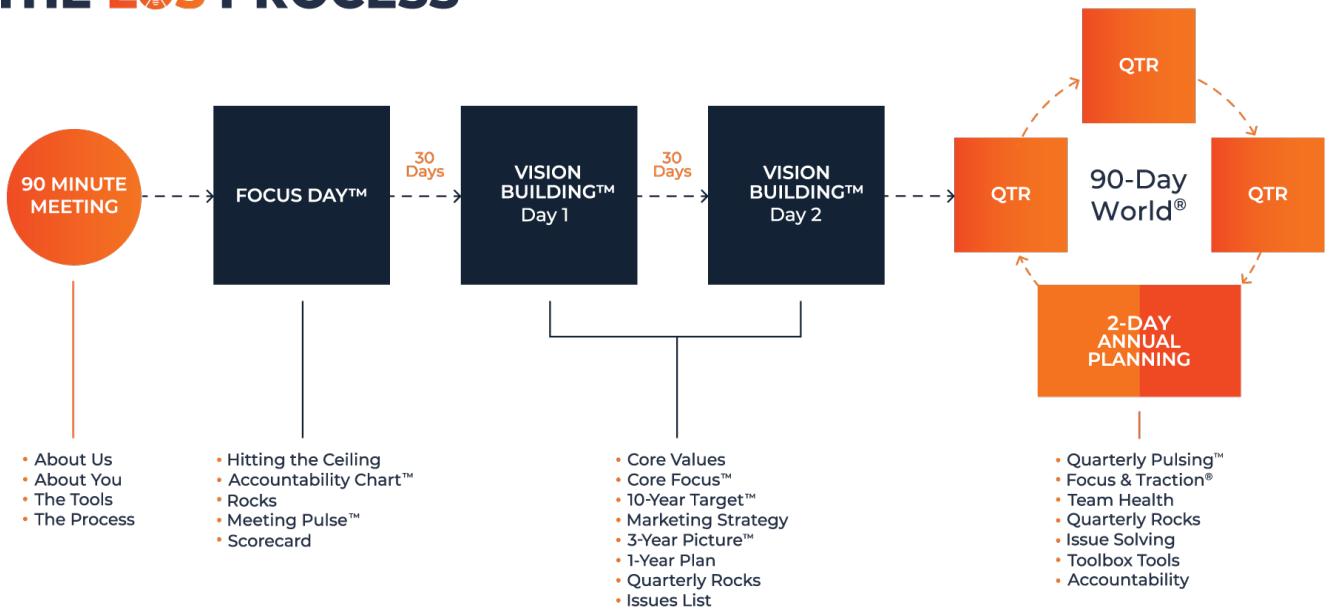 THE EOS PROCESS
90 MINUTE
MEETING
FOCUS DAY™
30
Days
VISION
BUILDING™
Day 1
30
Days
VISION
BUILDING™
Day 2
QTR
QTR
90-Day
World®
QTR
2-DAY
ANNUAL
PLANNING
• About Us
• About You
• The Tools
• The Process
• Hitting the Ceiling
• Accountability Chart™
• Rocks
• Meeting Pulse™
• Scorecard
• Core Values
• Core Focus™
• 10-Year Target™
• Marketing Strategy
• 3-Year Picture™
• 1-Year Plan
• Quarterly Rocks
• Issues List
• Quarterly Pulsing™
• Focus & Traction®
• Team Health
• Quarterly Rocks
• Issue Solving
• Toolbox Tools
• Accountability